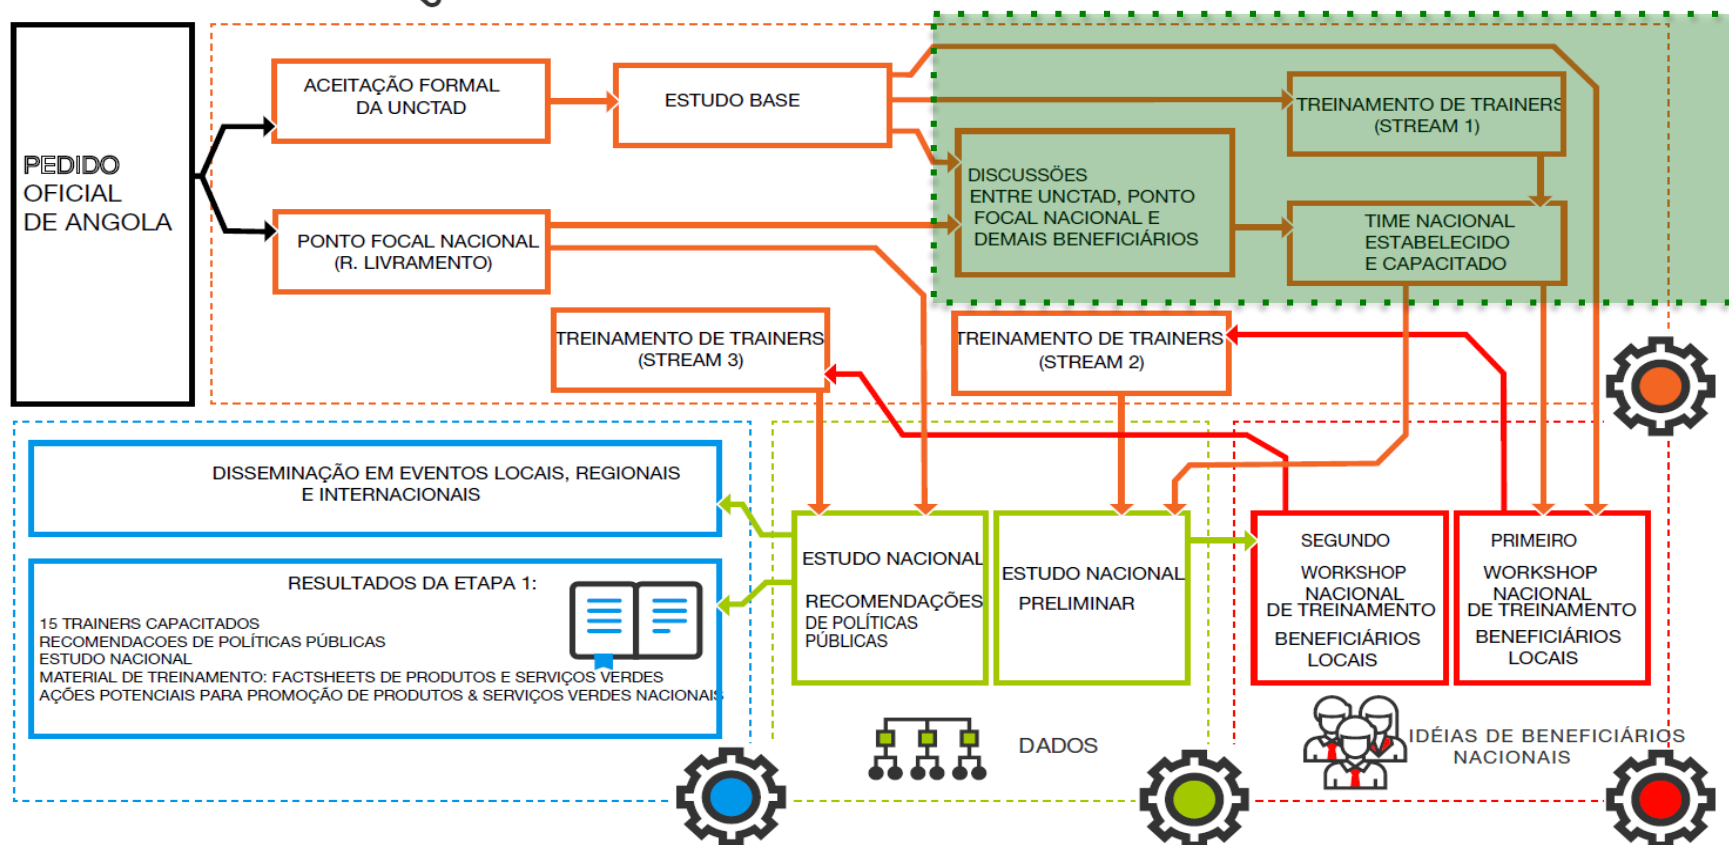 PEDIDO
OFICIAL
DE ANGOLA
ACEITAÇÃO FORMAL
DA UNCTAD
ESTUDO BASE
TREINAMENTO DE TRAINERS
(STREAM 1)
DISCUSSÖES
ENTRE UNCTAD, PONTO
FOCAL NACIONAL E
DEMAIS BENEFICIÁRIOS
TIME NACIONAL
ESTABELECIDO
E CAPACITADO
PONTO FOCAL NACIONAL
(R. LIVRAMENTO)
TREINAMENTO DE TRAINERS
(STREAM 3)
TREINAMENTO DE TRAINERS
(STREAM 2)
DISSEMINAÇÃO EM EVENTOS LOCAIS, REGIONAIS
E INTERNACIONAIS
RESULTADOS DA ETAPA 1:
15 TRAINERS CAPACITADOS
RECOMENDACOES DE POLÍTICAS PÚBLICAS
ESTUDO NACIONAL
MATERIAL DE TREINAMENTO: FACTSHEETS DE PRODUTOS E SERVIÇOS VERDES
AÇÕES POTENCIAIS PARA PROMOÇÃO DE PRODUTOS & SERVIÇOS VERDES NACIONAIS
ESTUDO NACIONAL
RECOMENDAÇÕES
DE POLÍTICAS
PÚBLICAS
ESTUDO NACIONAL
PRELIMINAR
SEGUNDO
WORKSHOP
NACIONAL
DE TREINAMENTO
BENEFICIÁRIOS
LOCAIS
PRIMEIRO
WORKSHOP
NACIONAL
DE TREINAMENTO
BENEFICIÁRIOS
LOCAIS
DADOS
IDÉIAS DE BENEFICIÁRIOS
NACIONAIS